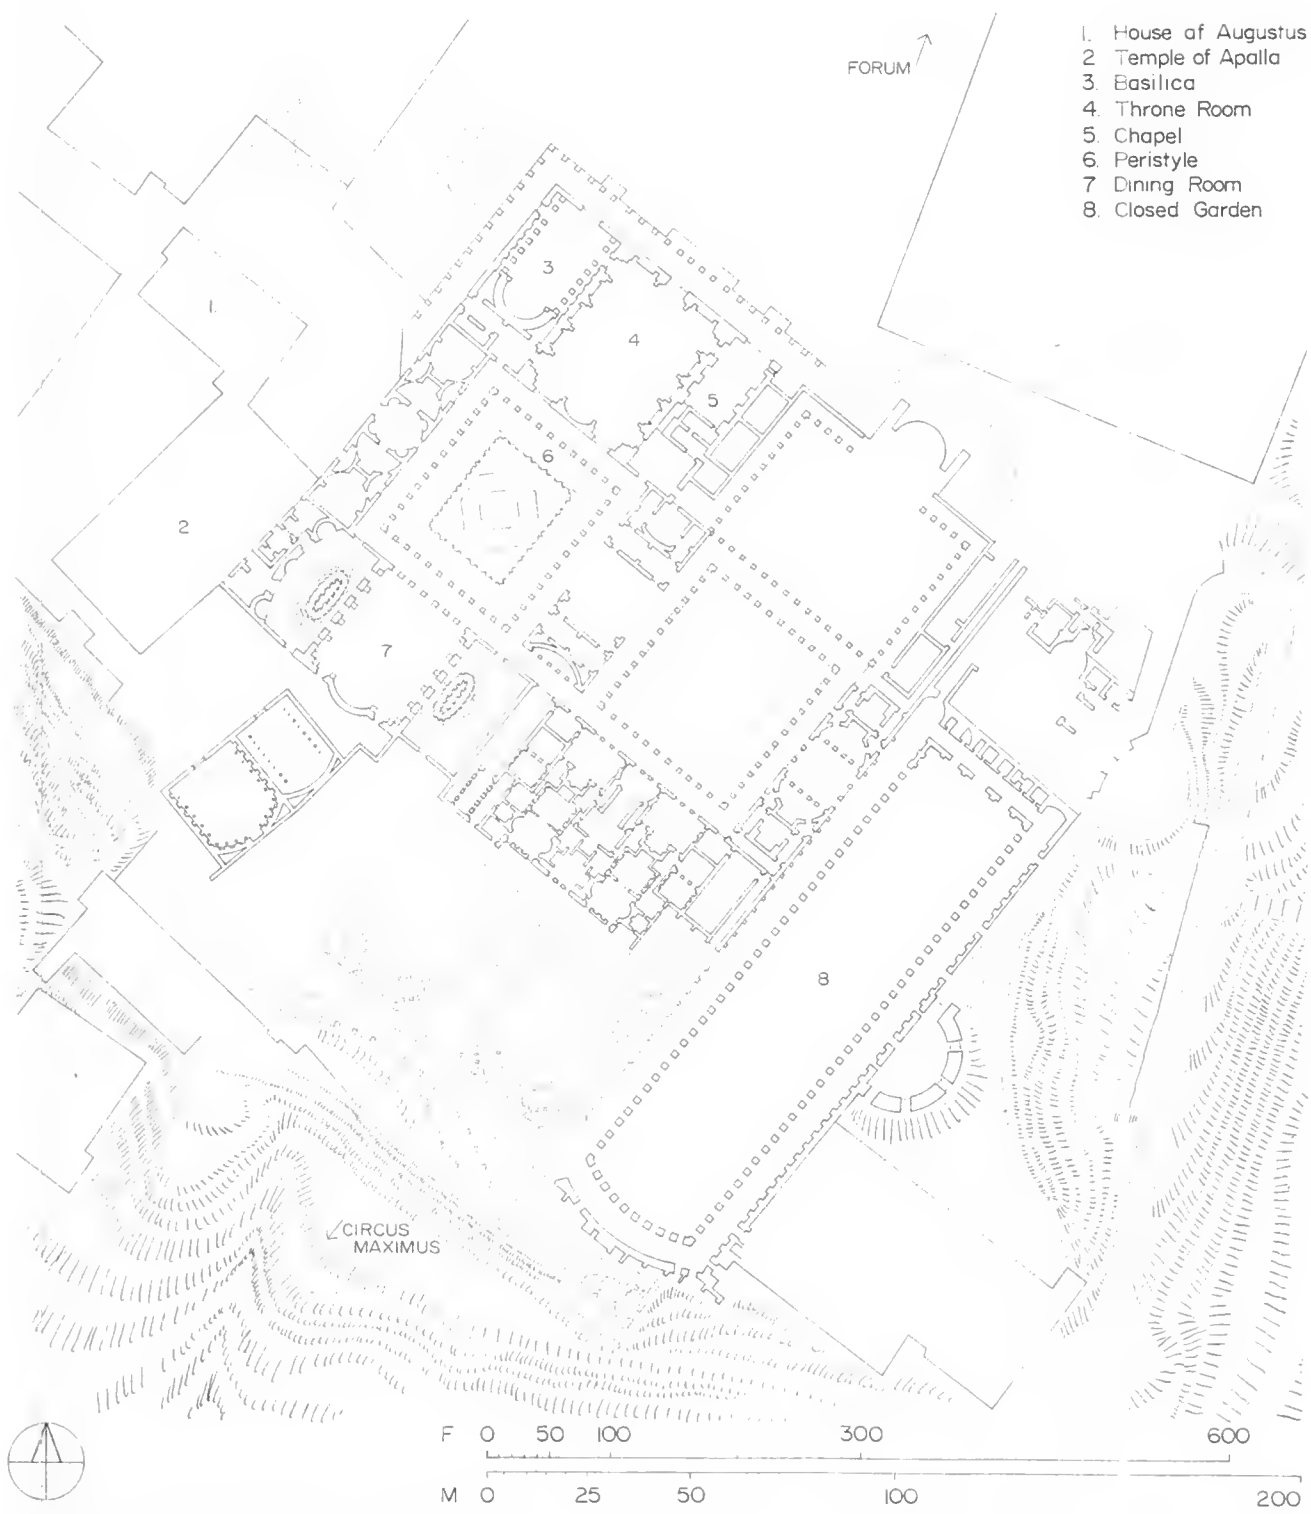 1. House of Augustus
2 Temple of Apalla
3. Basilica
4. Throne Room
5. Chapel
6. Peristyle
7 Dining Room
8. Closed Garden
FORUM
3
1.
4
5
6
2
7
8
CIRCUS
MAXIMUS
F 0 50 100 300 600
M 0 25 50 100 200